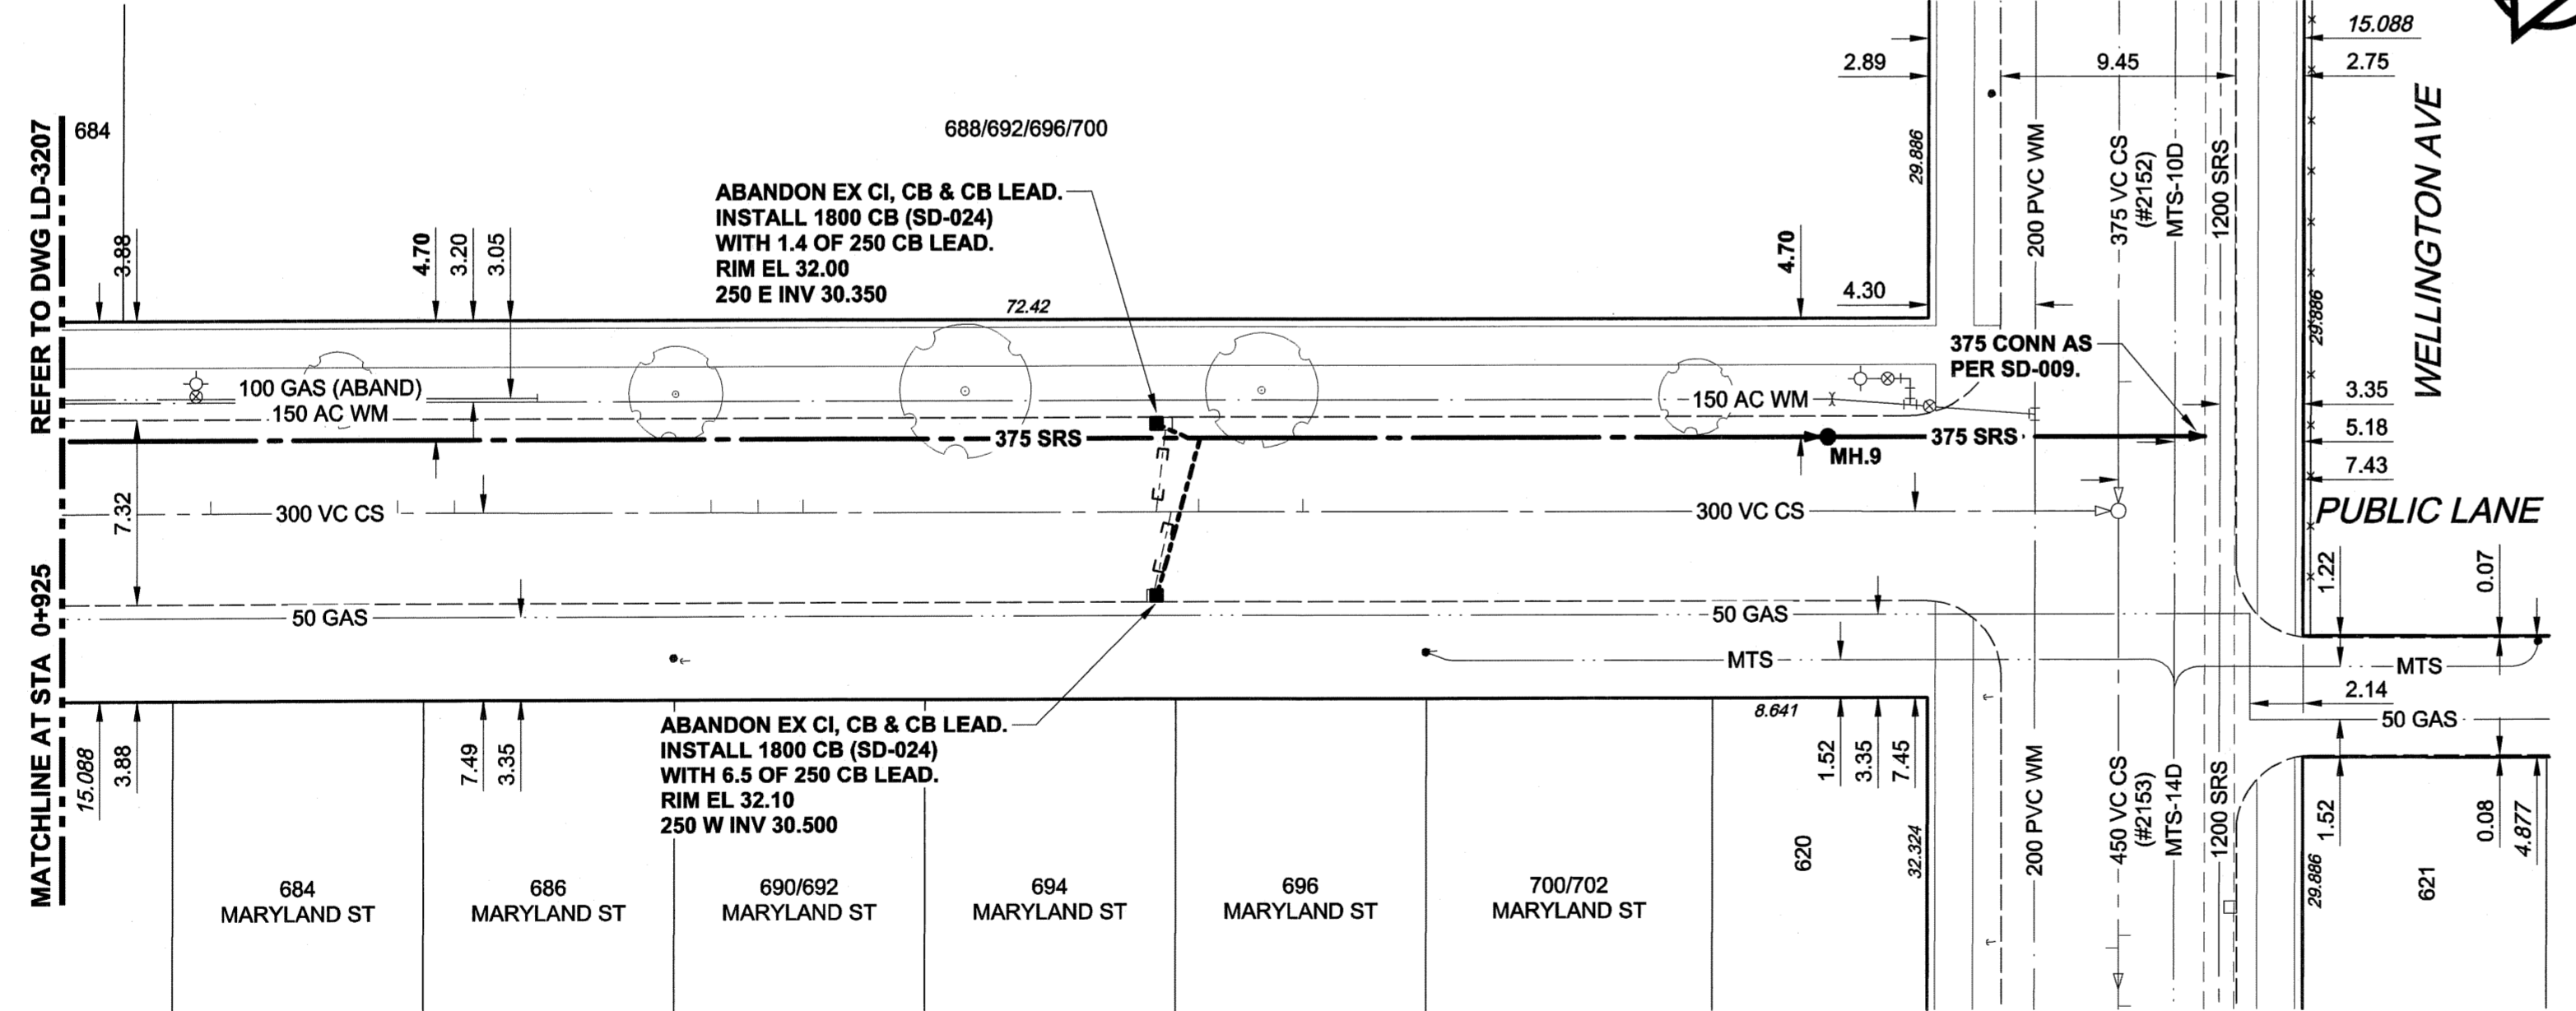 REFER TO DWG LD-3207
MATCHLINE AT STA 0+925
684
688/692/696/700
ABANDON EX CI, CB & CB LEAD.
INSTALL 1800 CB (SD-024)
WITH 1.4 OF 250 CB LEAD.
RIM EL 32.00
250 E INV 30.350
3.88
4.70
3.20
3.05
72.42
4.70
4.30
2.89
29.886
9.45
15.088
2.75
200 PVC WM
375 VC CS
(#2152)
MTS-10D
1200 SRS
29.886
WELLINGTON AVE
375 CONN AS
PER SD-009.
100 GAS (ABAND)
150 AC WM
150 AC WM
375 SRS
375 SRS
MH.9
3.35
5.18
7.43
7.32
300 VC CS
300 VC CS
PUBLIC LANE
50 GAS
50 GAS
MTS
1.22
0.07
MTS
2.14
50 GAS
15.088
3.88
7.49
3.35
ABANDON EX CI, CB & CB LEAD.
INSTALL 1800 CB (SD-024)
WITH 6.5 OF 250 CB LEAD.
RIM EL 32.10
250 W INV 30.500
8.641
1.52
3.35
7.45
620
32.324
200 PVC WM
450 VC CS
(#2153)
MTS-14D
1200 SRS
1.52
0.08
4.877
29.886
621
684
MARYLAND ST
686
MARYLAND ST
690/692
MARYLAND ST
694
MARYLAND ST
696
MARYLAND ST
700/702
MARYLAND ST